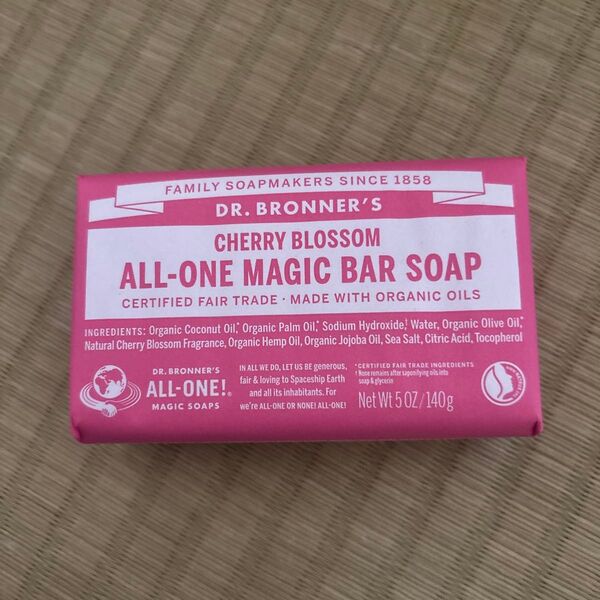 FAMILY SOAPMAKERS SINCE 1858
DR. BRONNER'S
CHERRY BLOSSOM
ALL-ONE MAGIC BAR SOAP
CERTIFIED FAIR TRADE · MADE WITH ORGANIC OILS
INGREDIENTS: Organic Coconut Oil,* Organic Palm Oil,* Sodium Hydroxide,† Water, Organic Olive Oil,*
Natural Cherry Blossom Fragrance, Organic Hemp Oil, Organic Jojoba Oil, Sea Salt, Citric Acid, Tocopherol
DR. BRONNER'S
ALL-ONE!®
MAGIC SOAPS
IN ALL WE DO, LET US BE generous,
fair & loving to Spaceship Earth
and all its inhabitants. For
we're ALL-ONE OR NONE! ALL-ONE!
*CERTIFIED FAIR TRADE INGREDIENTS
† None remains after saponifying oils into
soap & glycerin
Net Wt 5 OZ/140g